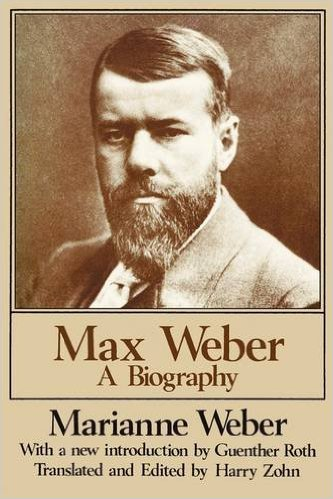 Max Weber
A Biography
Marianne Weber
With a new introduction by Guenther Roth
Translated and Edited by Harry Zohn